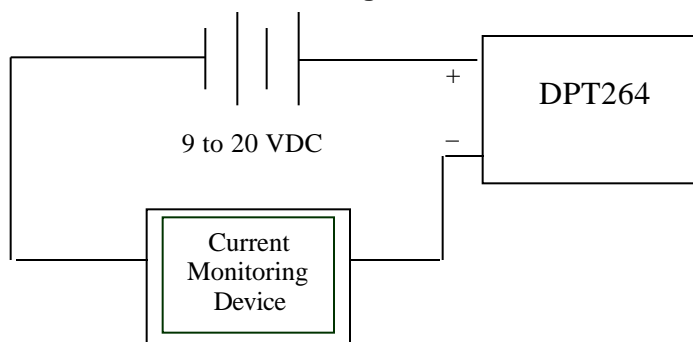 +
DPT264
9 to 20 VDC
–
Current
Monitoring
Device